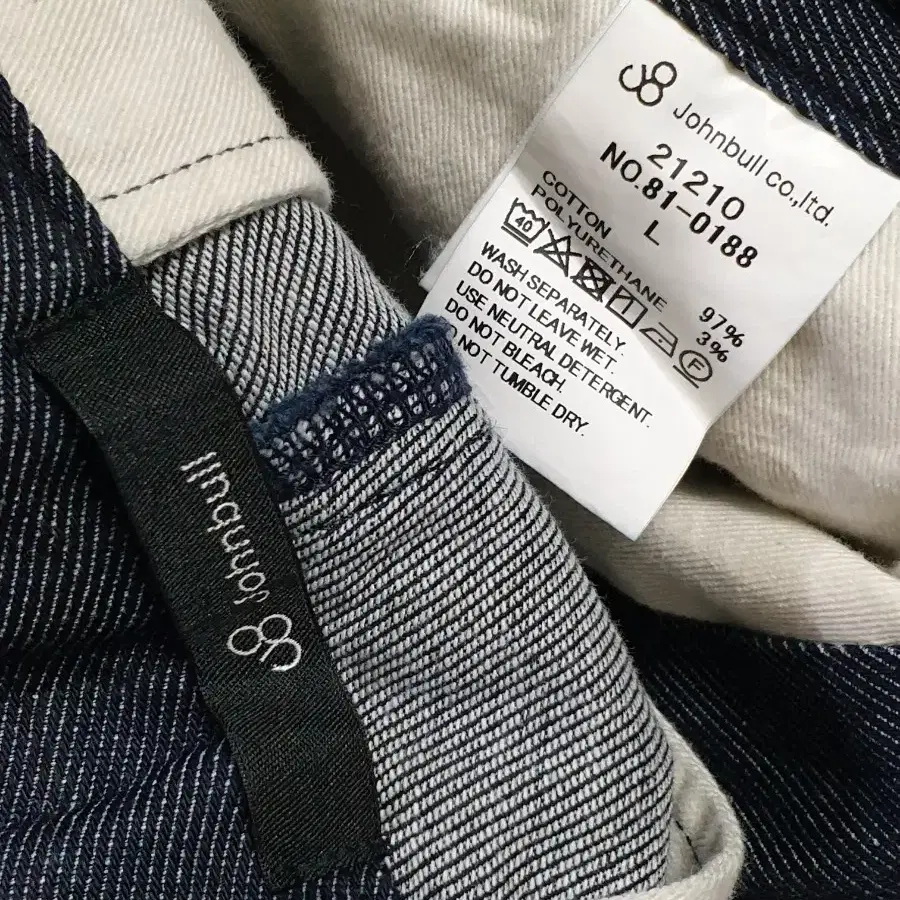 Johnbull co.,ltd.
21210
NO.81-0188
L
COTTON 97%
POLYURETHANE 3%
40
F
WASH SEPARATELY.
DO NOT LEAVE WET.
USE NEUTRAL DETERGENT.
DO NOT BLEACH.
NOT TUMBLE DRY.
Johnbull